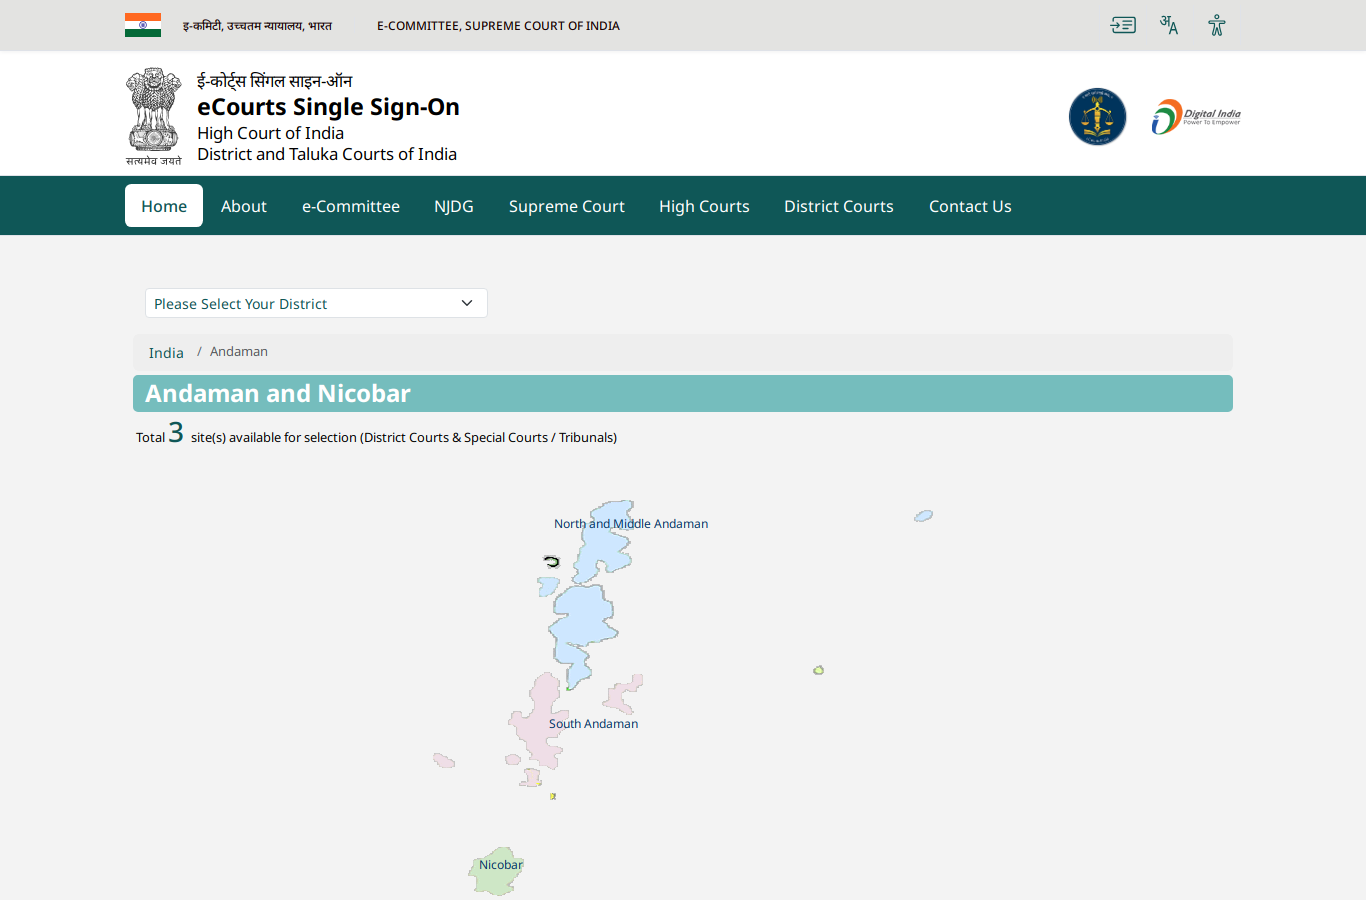 इ-कमिटी, उच्चतम न्यायालय, भारत
E-COMMITTEE, SUPREME COURT OF INDIA
अ
A
सत्यमेव जयते
ई-कोर्ट्स सिंगल साइन-ऑन
eCourts Single Sign-On
High Court of India
District and Taluka Courts of India
Digital India
Power To Empower
Home
About
e-Committee
NJDG
Supreme Court
High Courts
District Courts
Contact Us
Please Select Your District
India / Andaman
Andaman and Nicobar
Total 3 site(s) available for selection (District Courts & Special Courts / Tribunals)
North and Middle Andaman
South Andaman
Nicobar